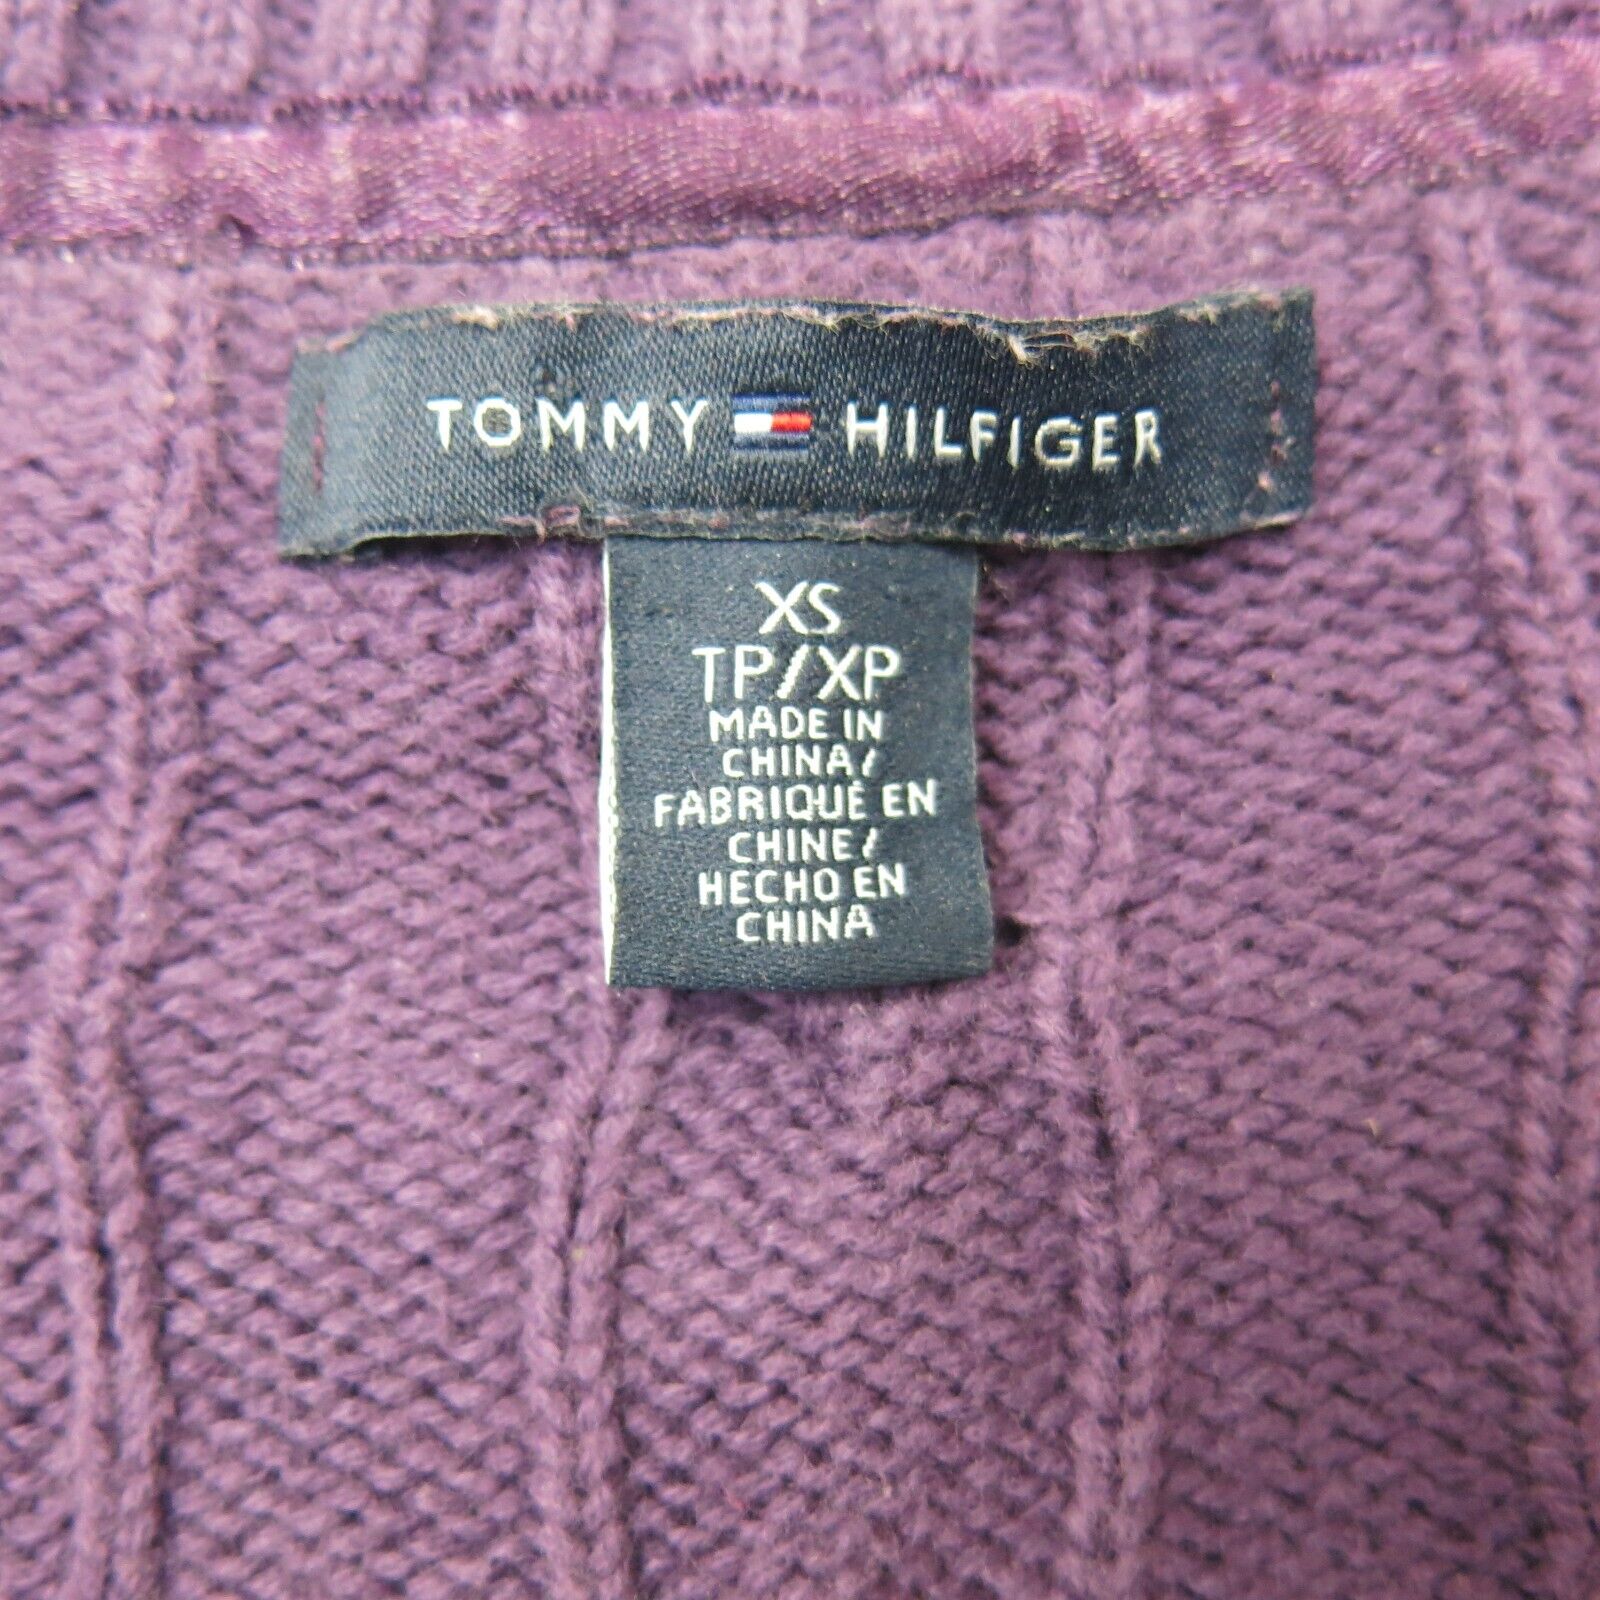 TOMMY HILFIGER
XS
TP/XP
MADE IN
CHINA/
FABRIQUÉ EN
CHINE/
HECHO EN
CHINA